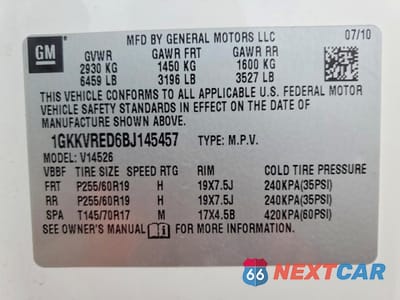 GM
MFD BY GENERAL MOTORS LLC 07/10
GVWR GAWR FRT GAWR RR
2930 KG 1450 KG 1600 KG
6459 LB 3196 LB 3527 LB
THIS VEHICLE CONFORMS TO ALL APPLICABLE U.S. FEDERAL MOTOR
VEHICLE SAFETY STANDARDS IN EFFECT ON THE DATE OF
MANUFACTURE SHOWN ABOVE.
1GKKVRED6BJ145457 TYPE: M.P.V.
MODEL: V14526
VBBF TIRE SIZE SPEED RTG RIM COLD TIRE PRESSURE
FRT P255/60R19 H 19X7.5J 240KPA(35PSI)
RR P255/60R19 H 19X7.5J 240KPA(35PSI)
SPA T145/70R17 M 17X4.5B 420KPA(60PSI)
SEE OWNER'S MANUAL FOR MORE INFORMATION.
66 NEXTCAR